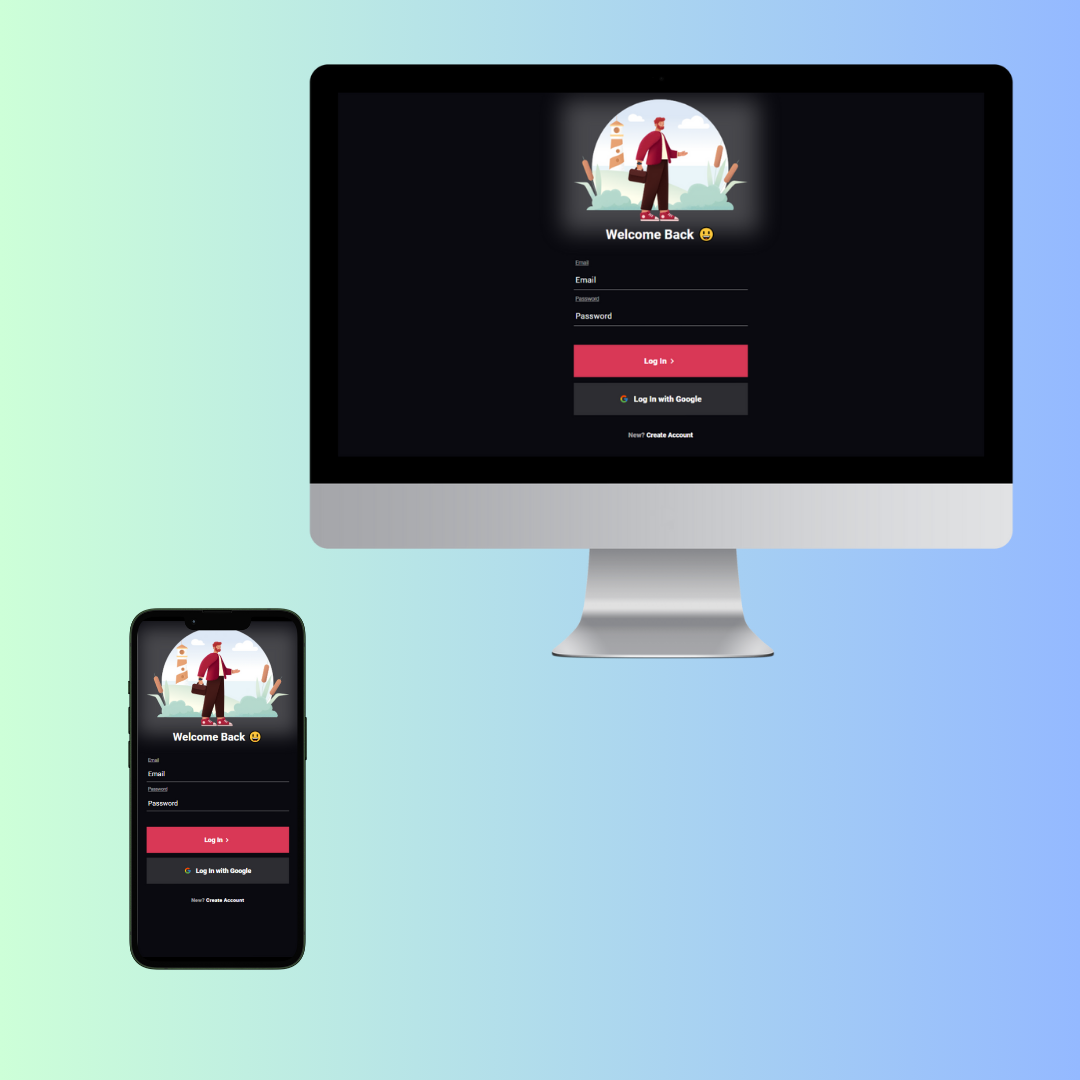 Welcome Back 😃
Email
Email
Password
Password
Log In >
Log In with Google
New? Create Account
Welcome Back 😃
Email
Email
Password
Password
Log In >
Log In with Google
New? Create Account